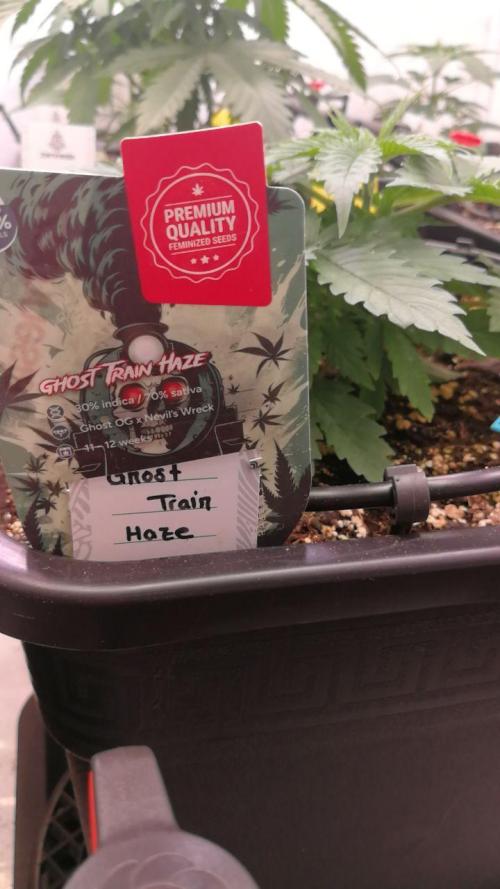 PREMIUM
QUALITY
FEMINIZED SEEDS
GHOST TRAIN HAZE
30% indica / 70% sativa
Ghost OG x Nevil's Wreck
11-12 weeks
Ghost
Train
Haze